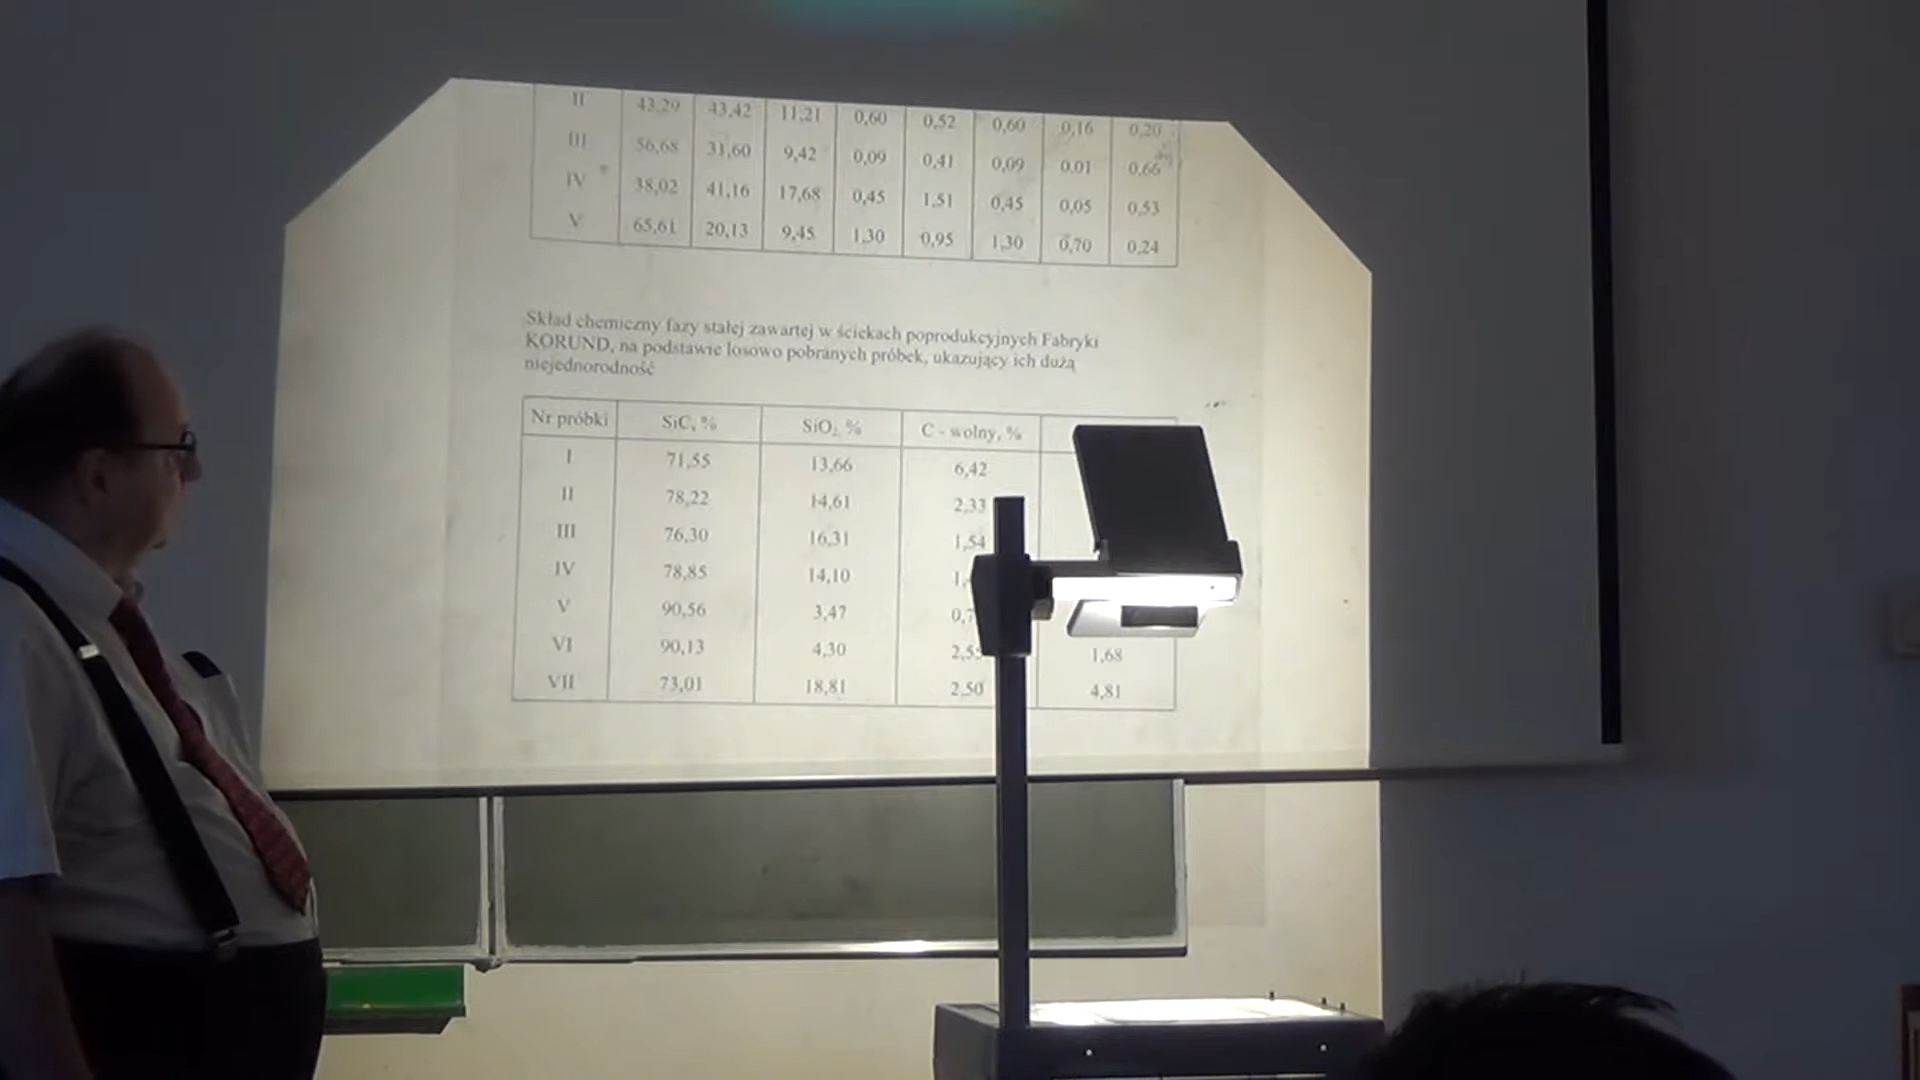 II 43,29 43,42 11,21 0,60 0,52 0,60 0,16 0,20
III 56,68 31,60 9,42 0,09 0,41 0,09 0.01 0,66
IV 38,02 41,16 17,68 0,45 1,51 0,45 0,05 0,53
V 65,61 20,13 9,45 1,30 0,95 1,30 0,70 0,24
Skład chemiczny fazy stałej zawartej w ściekach poprodukcyjnych Fabryki
KORUND, na podstawie losowo pobranych próbek, ukazujący ich dużą
niejednorodność
Nr próbki SiC, % SiO₂, % C - wolny, %
I 71,55 13,66 6,42
II 78,22 14,61 2,33
III 76,30 16,31 1,54
IV 78,85 14,10
V 90,56 3,47
VI 90,13 4,30 1,68
VII 73,01 18,81 2,50 4,81